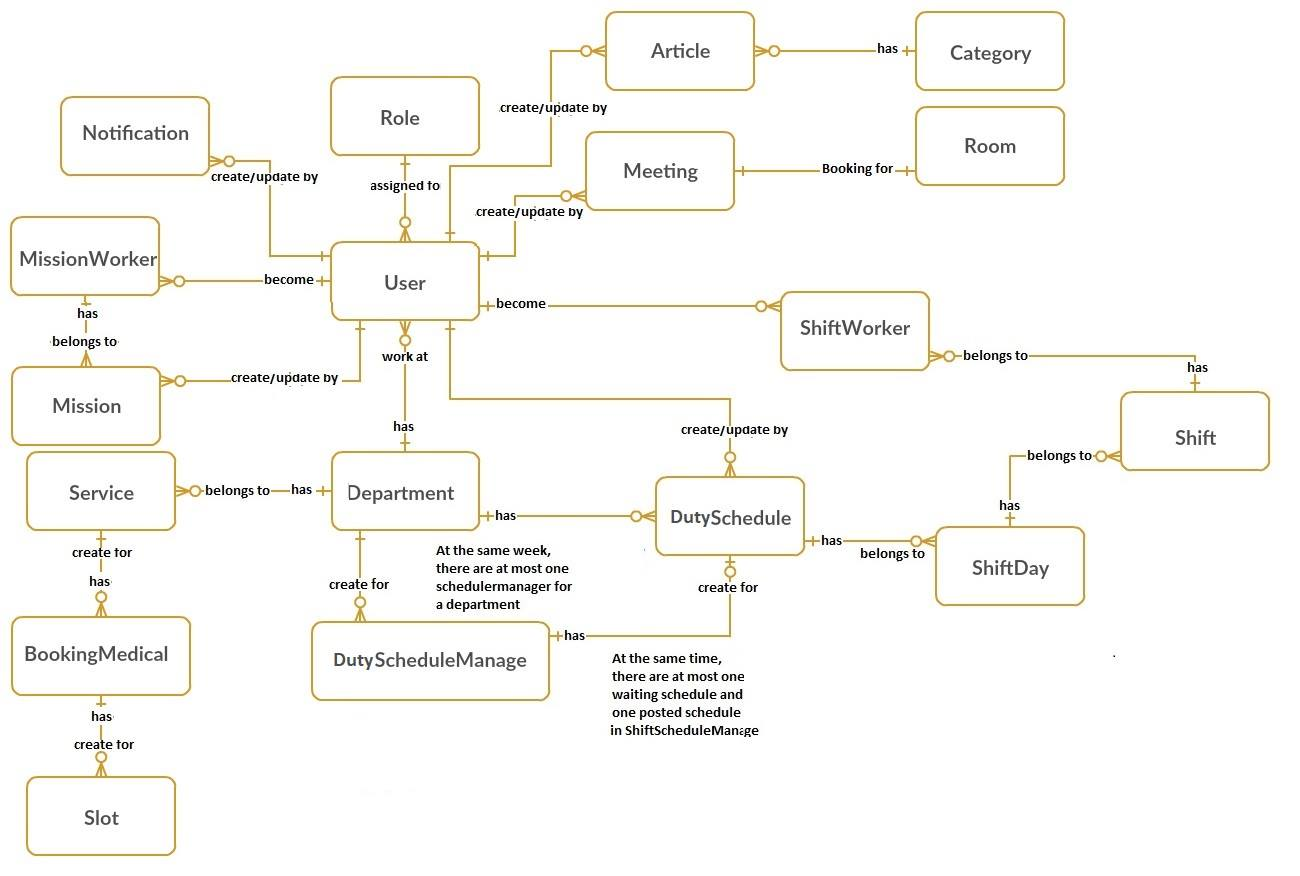 Article
has
Category
Notification
Role
create/update by
Meeting
Booking for
Room
create/update by
assigned to
create/update by
MissionWorker
become
User
become
ShiftWorker
has
belongs to
work at
belongs to
has
Mission
create/update by
has
create/update by
Shift
Service
belongs to
has
Department
has
DutySchedule
has
belongs to
belongs to
has
ShiftDay
create for
has
create for
At the same week,
there are at most one
schedulermanager for
a department
create for
BookingMedical
DutyScheduleManage
has
At the same time,
there are at most one
waiting schedule and
one posted schedule
in ShiftScheduleManage
has
create for
Slot